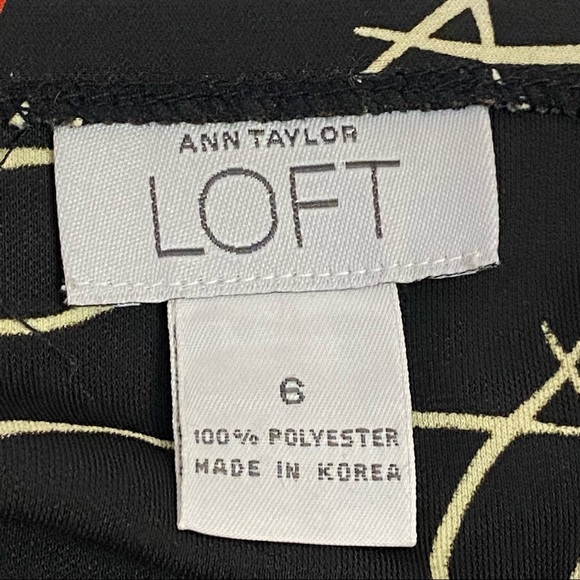 ANN TAYLOR
LOFT
6
100% POLYESTER
MADE IN KOREA